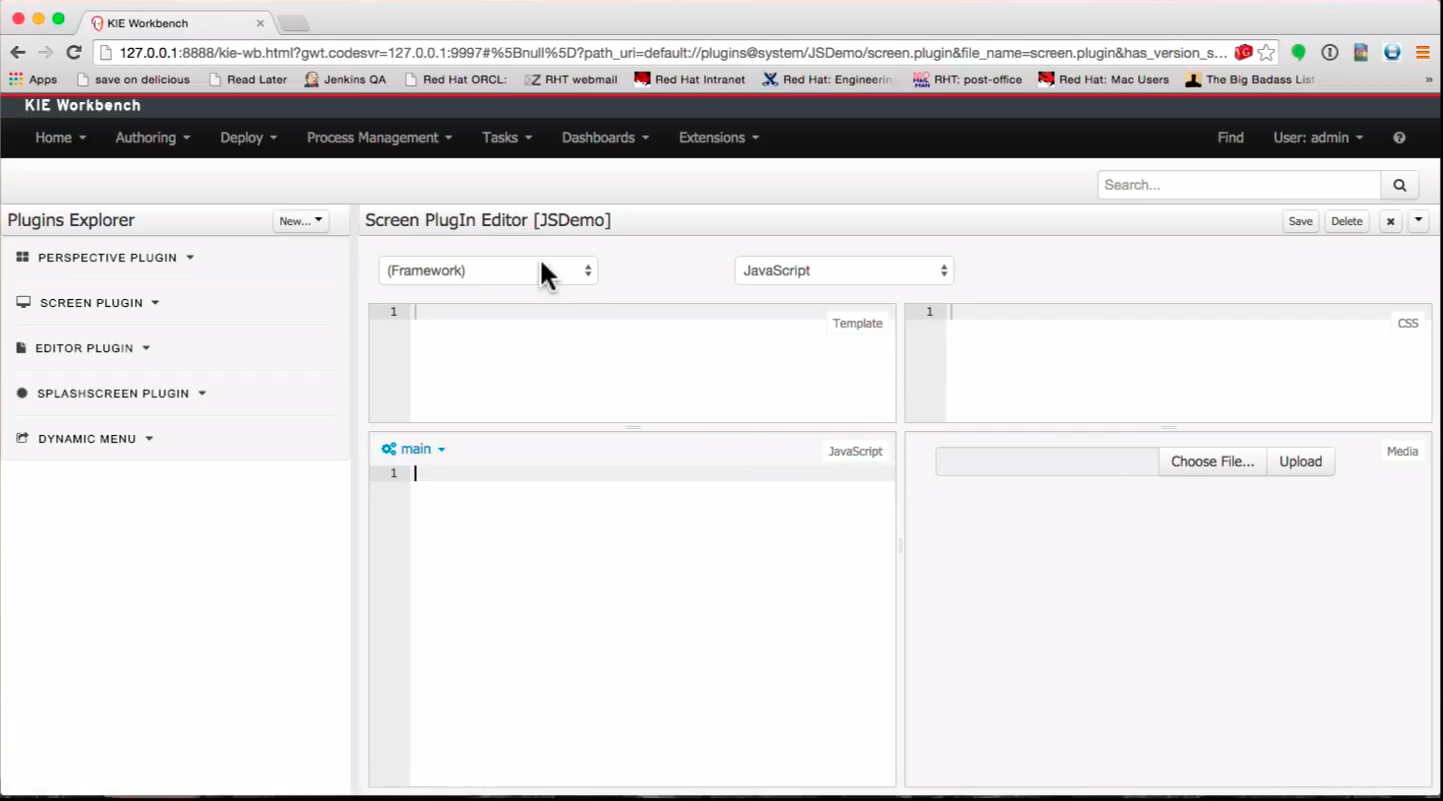 KIE Workbench
127.0.0.1:8888/kie-wb.html?gwt.codesvr=127.0.0.1:9997#%5Bnull%5D?path_uri=default://plugins@system/JSDemo/screen.plugin&file_name=screen.plugin&has_version_s...
Apps save on delicious Read Later Jenkins QA Red Hat ORCL: RHT webmail Red Hat Intranet Red Hat: Engineerin RHT: post-office Red Hat: Mac Users The Big Badass List »
KIE Workbench
Home Authoring Deploy Process Management Tasks Dashboards Extensions Find User: admin
Search...
Plugins Explorer New... Screen PlugIn Editor [JSDemo] Save Delete
PERSPECTIVE PLUGIN
(Framework) JavaScript
SCREEN PLUGIN
1 Template 1 CSS
EDITOR PLUGIN
SPLASHSCREEN PLUGIN
DYNAMIC MENU
main JavaScript Media
Choose File... Upload
1